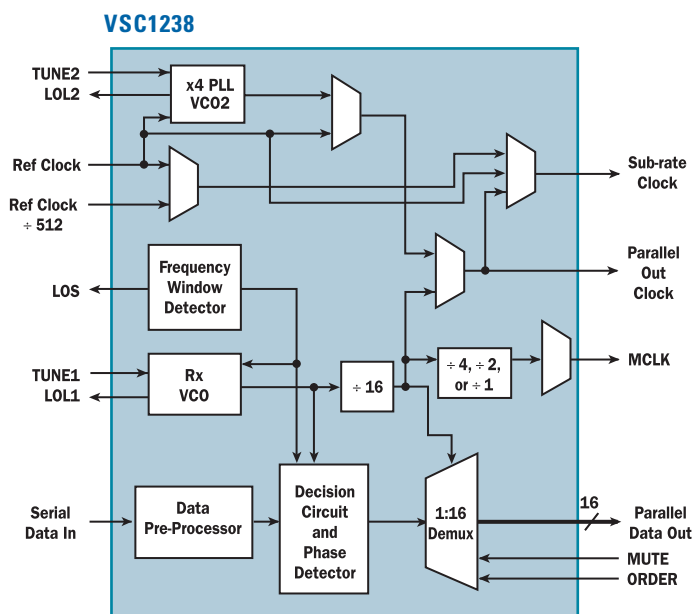 VSC1238
TUNE2
LOL2
x4 PLL
VCO2
Ref Clock
Ref Clock
÷ 512
Sub-rate
Clock
Parallel
Out
Clock
Frequency
Window
Detector
LOS
TUNE1
LOL1
Rx
VCO
÷ 16
÷ 4, ÷ 2,
or ÷ 1
MCLK
Serial
Data In
Data
Pre-Processor
Decision
Circuit
and
Phase
Detector
1:16
Demux
16
Parallel
Data Out
MUTE
ORDER